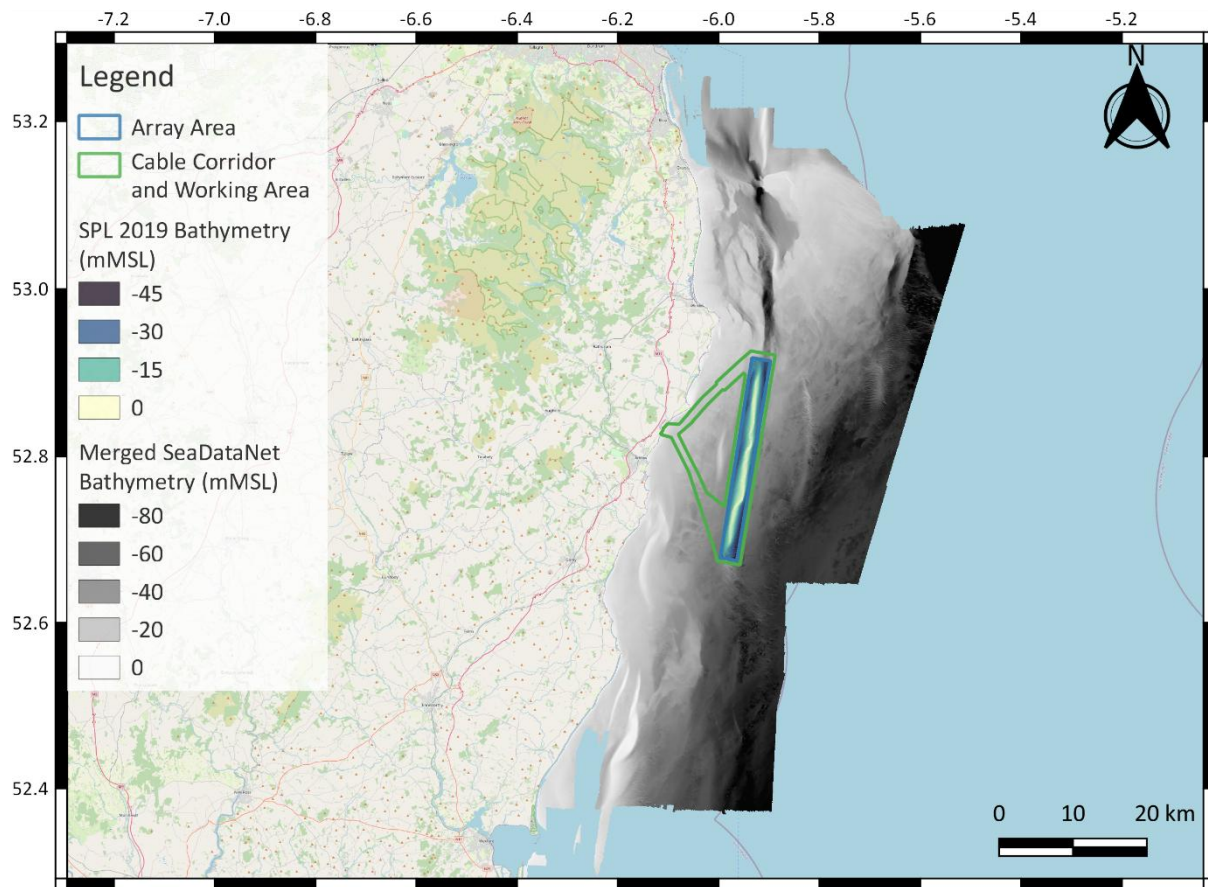 -7.2 -7.0 -6.8 -6.6 -6.4 -6.2 -6.0 -5.8 -5.6 -5.4 -5.2
N
Legend
Array Area
Cable Corridor
and Working Area
SPL 2019 Bathymetry
(mMSL)
-45
-30
-15
0
Merged SeaDataNet
Bathymetry (mMSL)
-80
-60
-40
-20
0
53.2
53.0
52.8
52.6
52.4
0 10 20 km